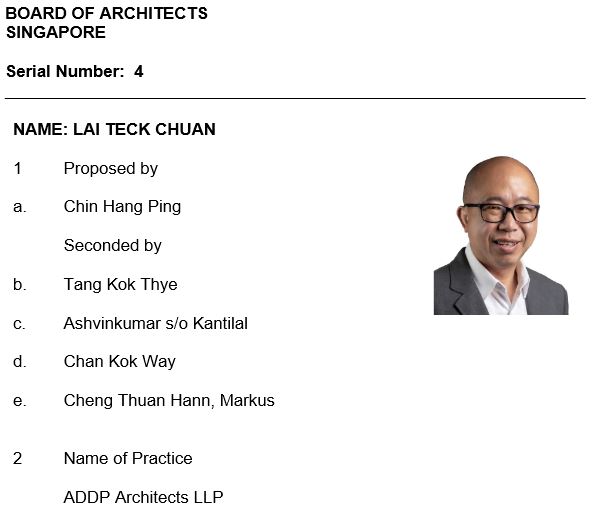 BOARD OF ARCHITECTS
SINGAPORE
Serial Number: 4
NAME: LAI TECK CHUAN
1 Proposed by
a. Chin Hang Ping
Seconded by
b. Tang Kok Thye
c. Ashvinkumar s/o Kantilal
d. Chan Kok Way
e. Cheng Thuan Hann, Markus
2 Name of Practice
ADDP Architects LLP